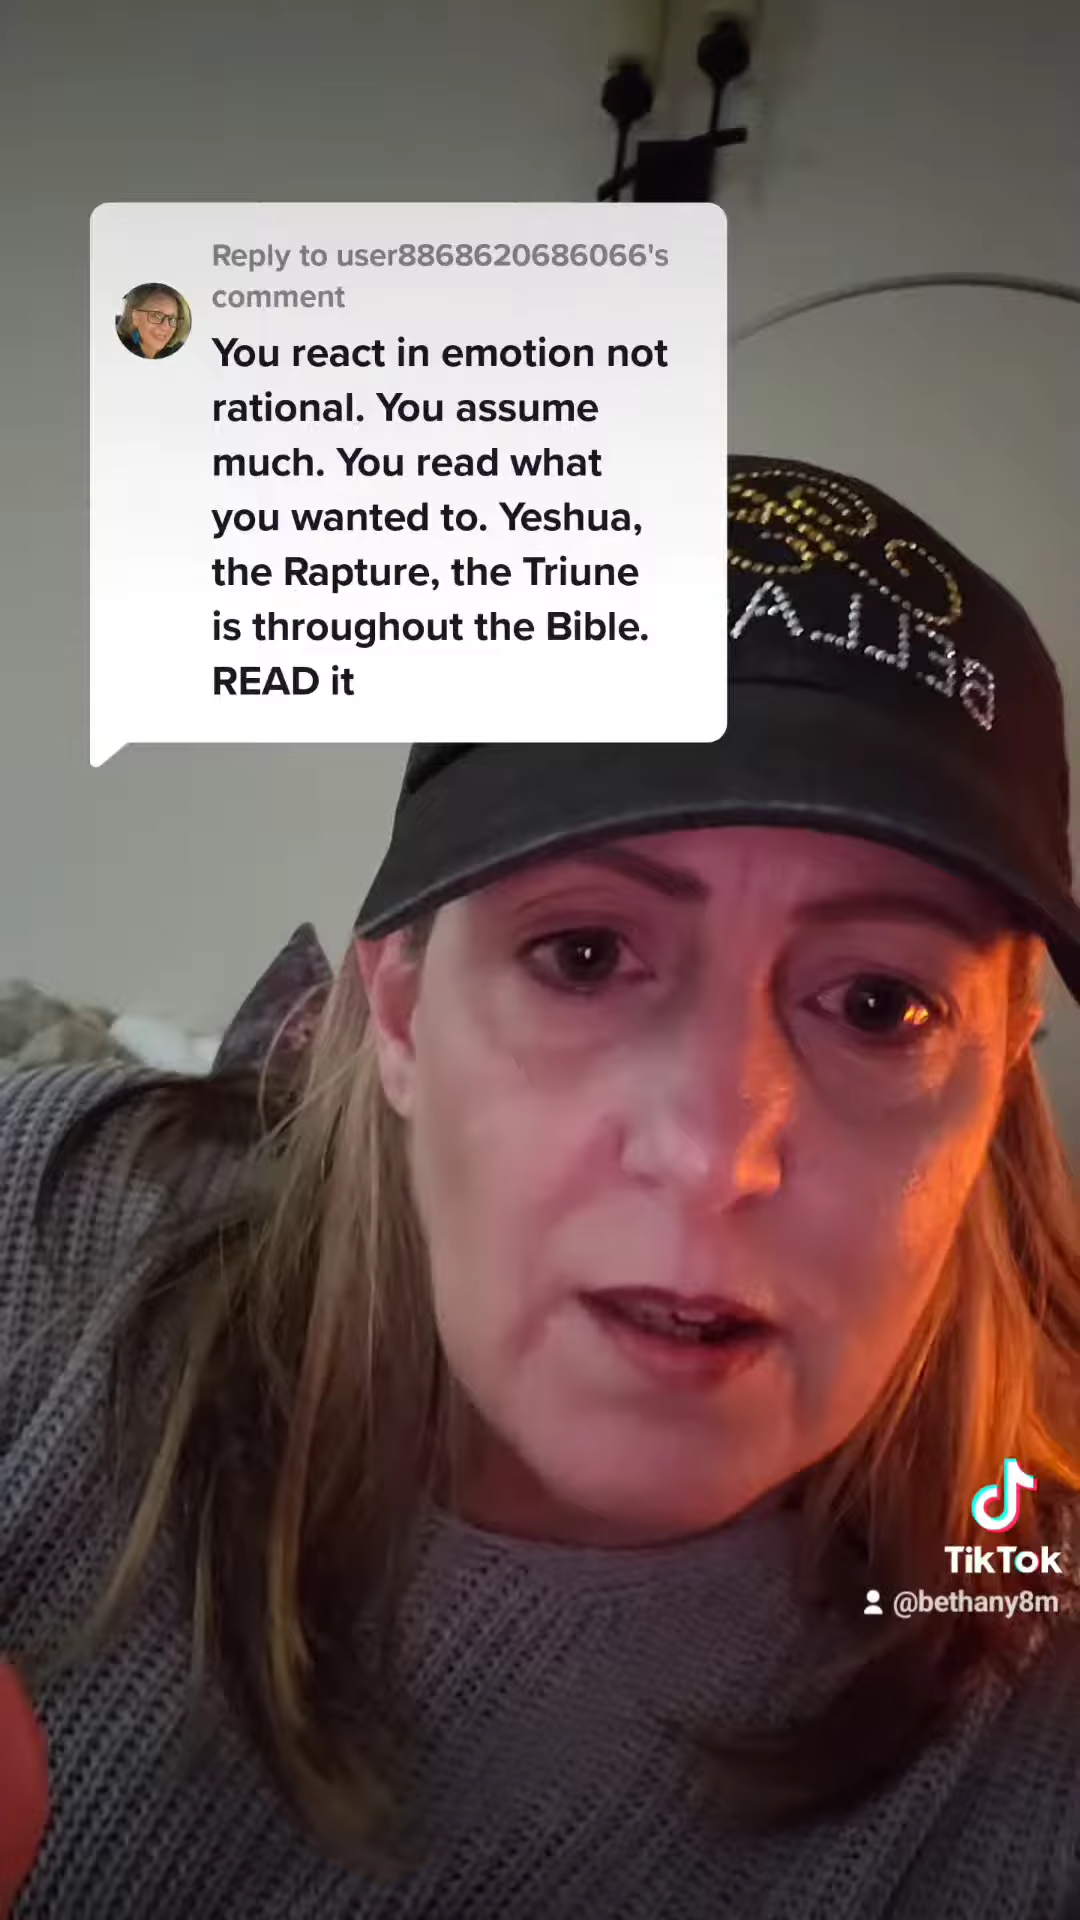 Reply to user8868620686066's
comment
You react in emotion not
rational. You assume
much. You read what
you wanted to. Yeshua,
the Rapture, the Triune
is throughout the Bible.
READ it
BELLA
TikTok
@bethany8m